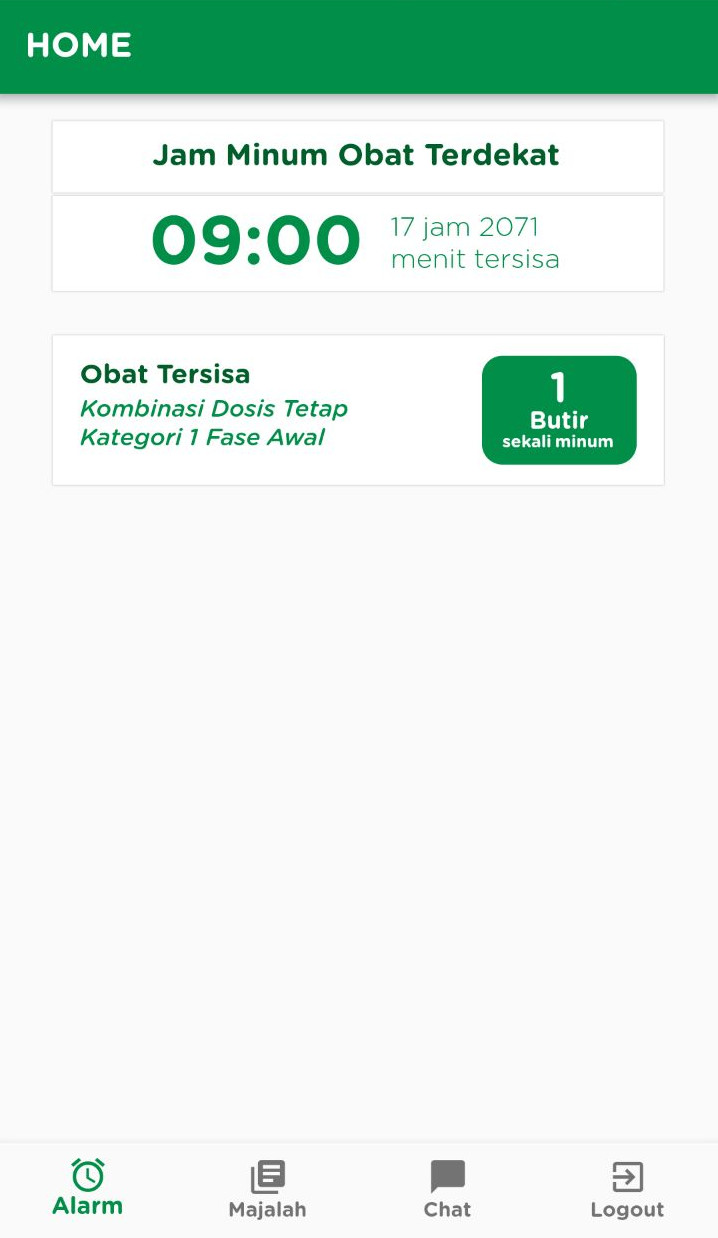 HOME
Jam Minum Obat Terdekat
09:00
17 jam 2071
menit tersisa
Obat Tersisa
Kombinasi Dosis Tetap
Kategori 1 Fase Awal
1
Butir
sekali minum
Alarm
Majalah
Chat
Logout